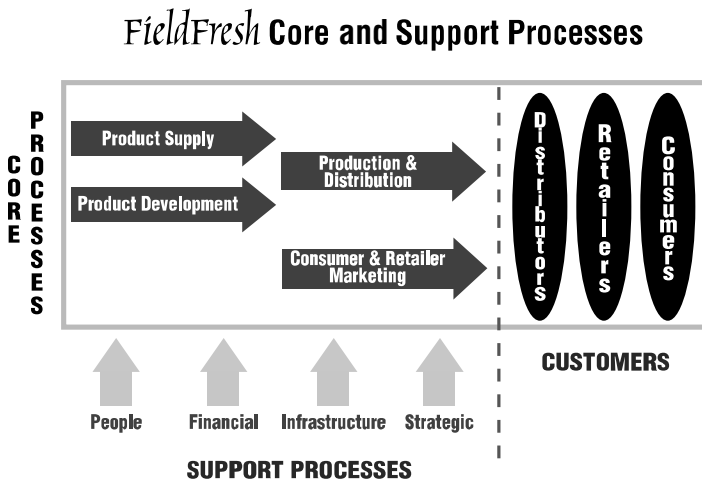 FieldFresh Core and Support Processes
CORE
PROCESSES
Product Supply
Product Development
Production &
Distribution
Consumer & Retailer
Marketing
Distributors
Retailers
Consumers
CUSTOMERS
People
Financial
Infrastructure
Strategic
SUPPORT PROCESSES